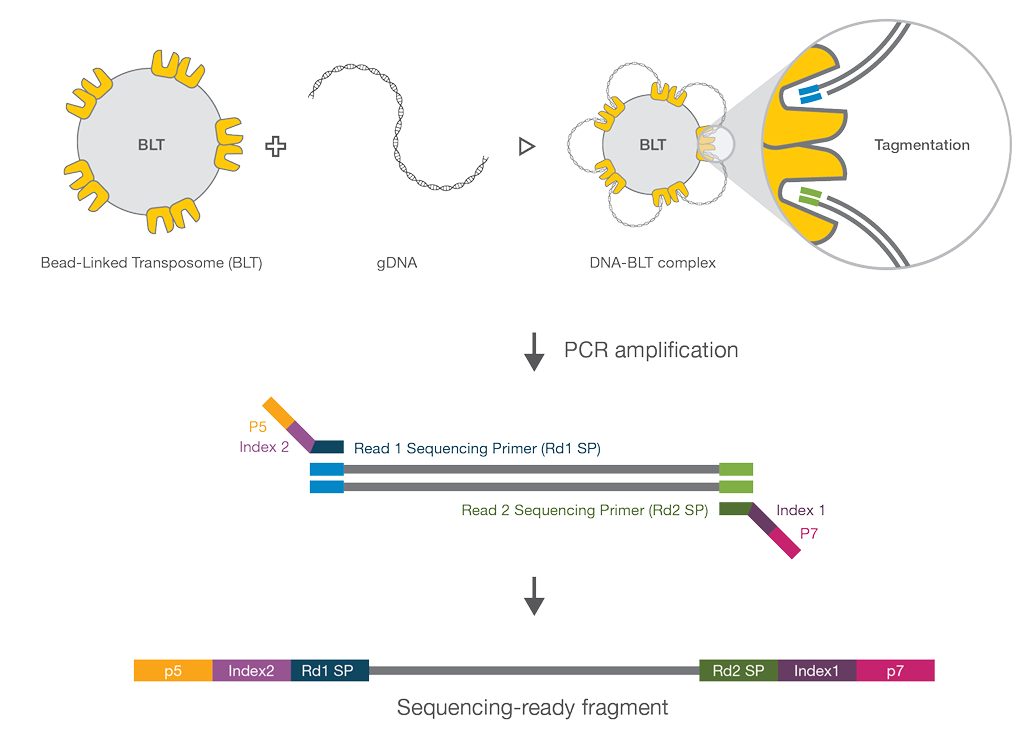 BLT
BLT
Tagmentation
Bead-Linked Transposome (BLT)
gDNA
DNA-BLT complex
PCR amplification
P5
Index 2
Read 1 Sequencing Primer (Rd1 SP)
Read 2 Sequencing Primer (Rd2 SP)
Index 1
P7
p5
Index2
Rd1 SP
Rd2 SP
Index1
p7
Sequencing-ready fragment